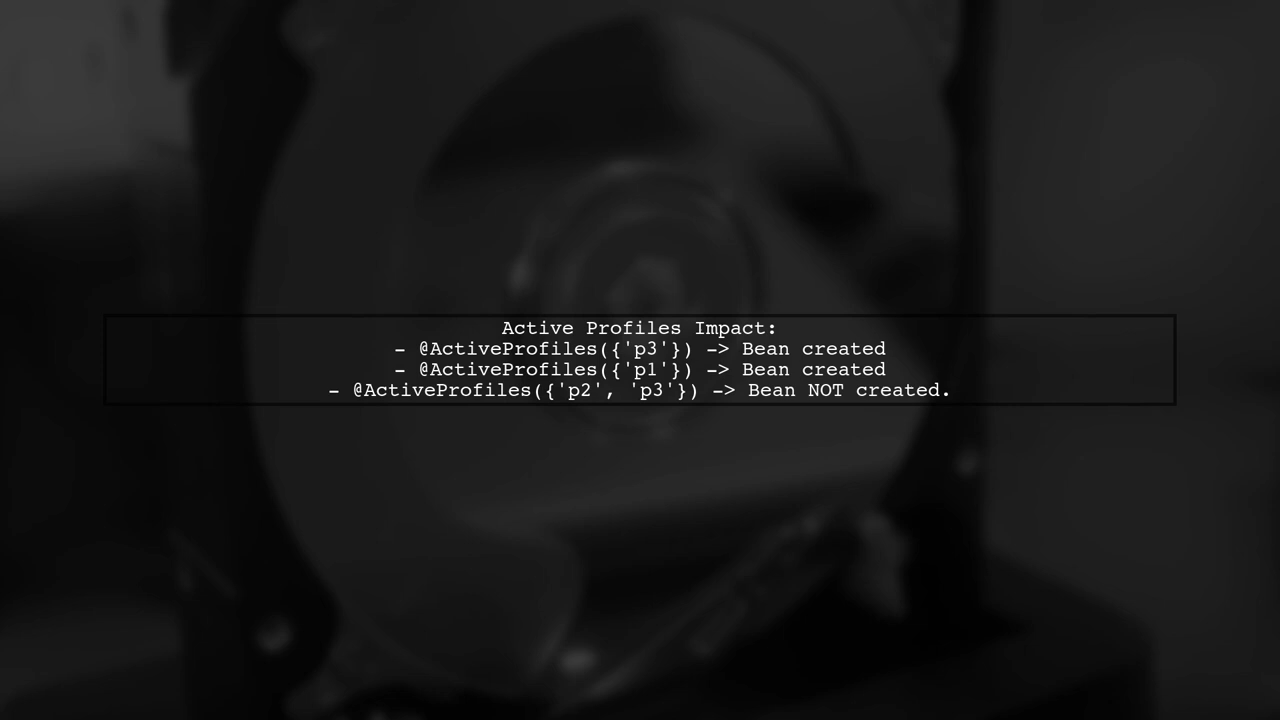 Active Profiles Impact:
- @ActiveProfiles({'p3'}) -> Bean created
- @ActiveProfiles({'p1'}) -> Bean created
- @ActiveProfiles({'p2', 'p3'}) -> Bean NOT created.